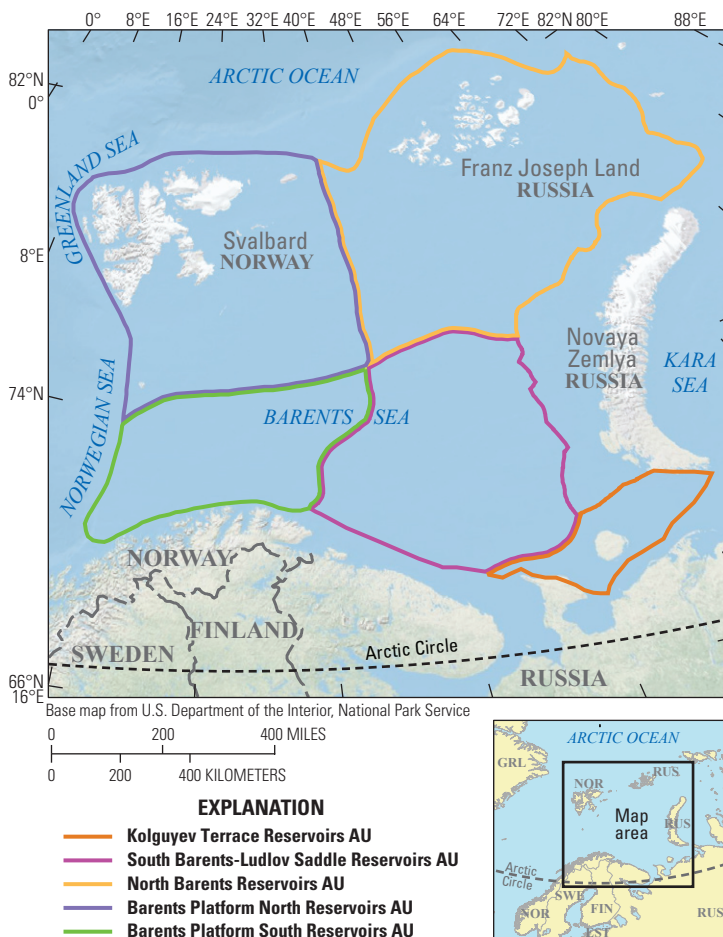 0° 8°E 16°E 24°E 32°E 40°E 48°E 56°E 64°E 72°E 82°N 80°E 88°E
82°N
0°
ARCTIC OCEAN
GREENLAND SEA
Franz Joseph Land
RUSSIA
Svalbard
NORWAY
8°E
Novaya
Zemlya
RUSSIA
KARA
SEA
74°N
NORWEGIAN SEA
BARENTS SEA
NORWAY
FINLAND
SWEDEN
Arctic Circle
RUSSIA
66°N
16°E
Base map from U.S. Department of the Interior, National Park Service
0 200 400 MILES
0 200 400 KILOMETERS
EXPLANATION
Kolguyev Terrace Reservoirs AU
South Barents-Ludlov Saddle Reservoirs AU
North Barents Reservoirs AU
Barents Platform North Reservoirs AU
Barents Platform South Reservoirs AU
ARCTIC OCEAN
GRL
NOR
RUS
Map
area
RUS
Arctic
Circle
SWE
NOR
FIN
RUS
EST